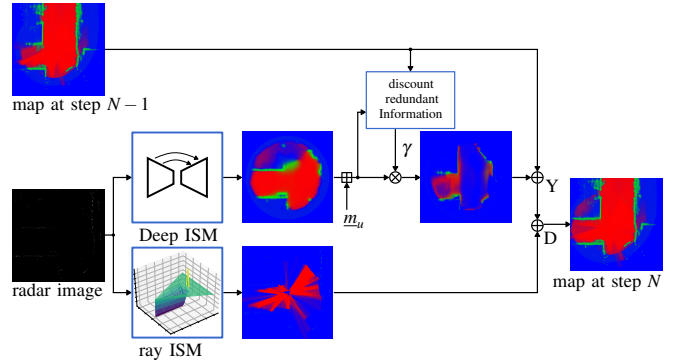 map at step N − 1
discount
redundant
Information
γ
Deep ISM
m_u
Y
D
radar image
map at step N
ray ISM